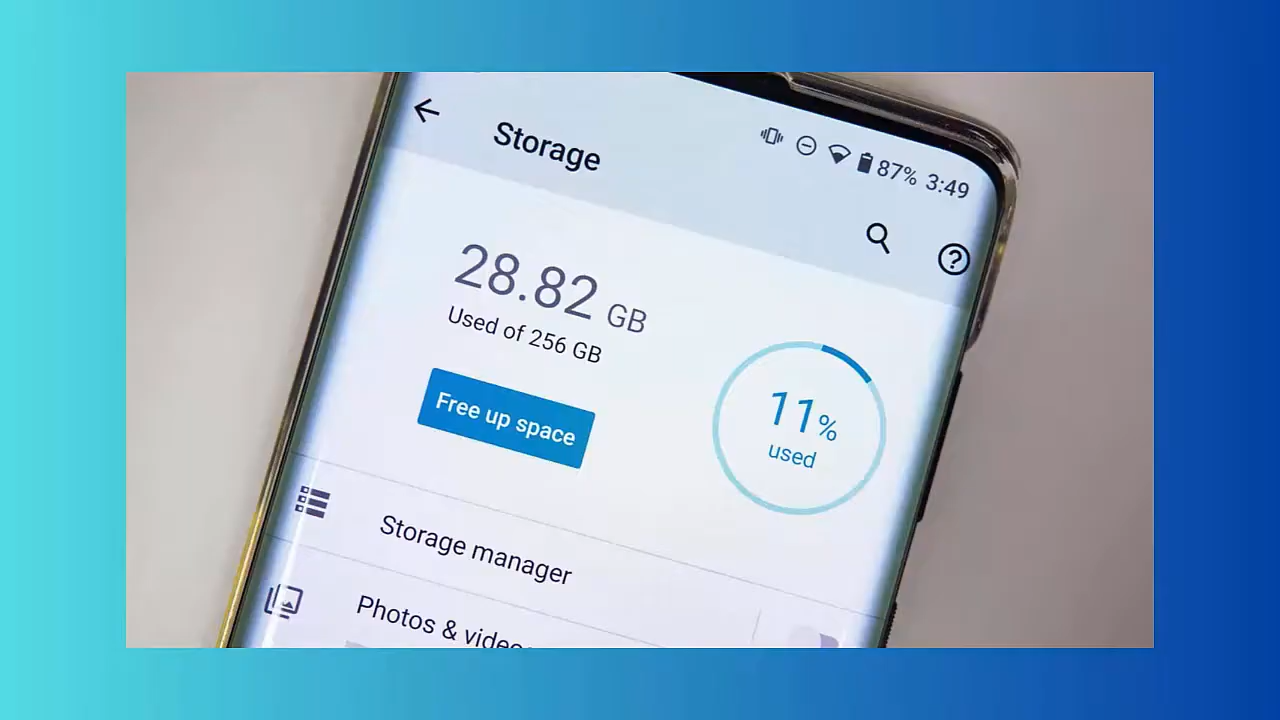 Storage
87% 3:49
28.82 GB
Used of 256 GB
Free up space
11%
used
Storage manager
Photos & videos